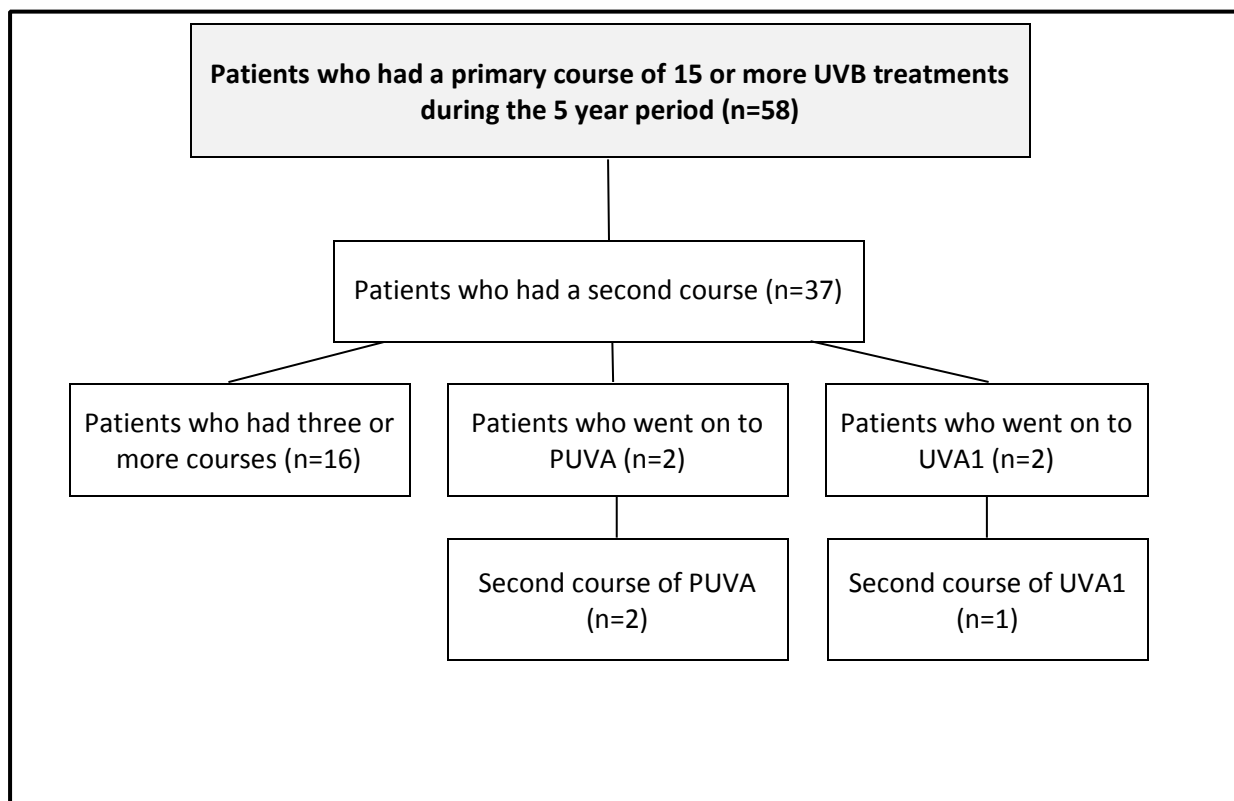 Patients who had a primary course of 15 or more UVB treatments
during the 5 year period (n=58)
Patients who had a second course (n=37)
Patients who had three or
more courses (n=16)
Patients who went on to
PUVA (n=2)
Patients who went on to
UVA1 (n=2)
Second course of PUVA
(n=2)
Second course of UVA1
(n=1)